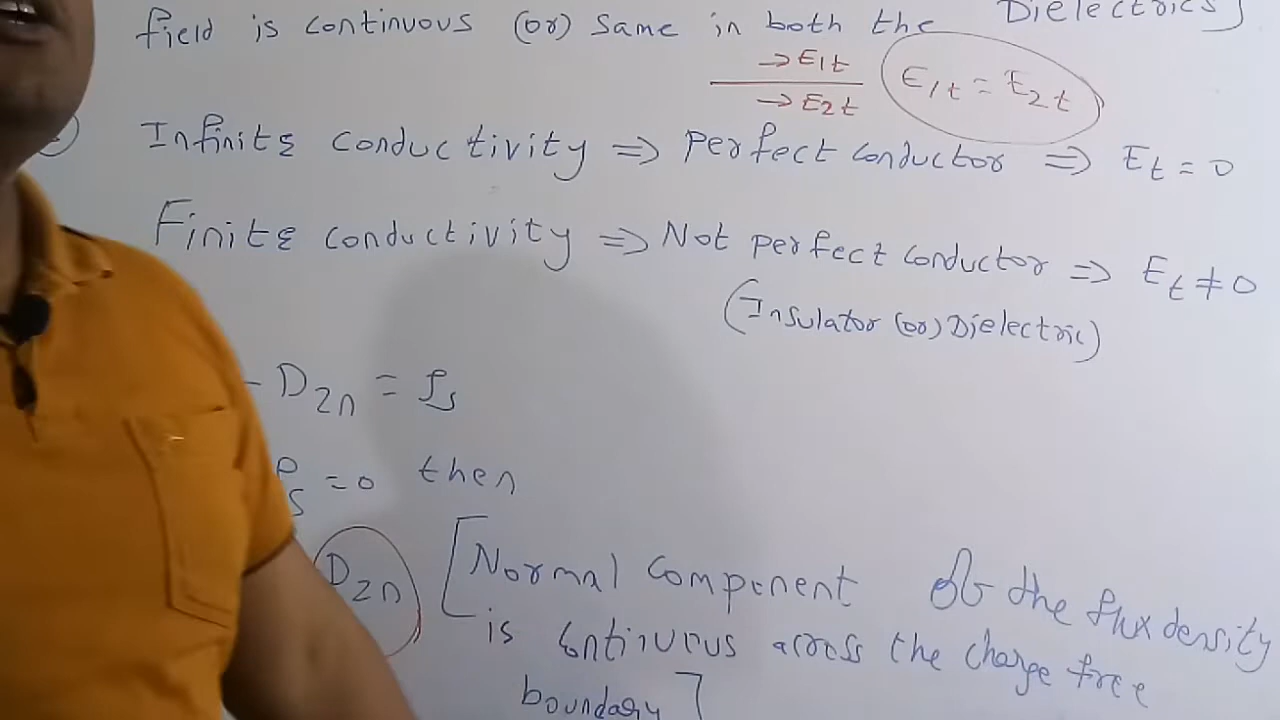 field is continuous (or) same in both the Dielectrics]
→E1t
→E2t
E1t = E2t
Infinite conductivity ⇒ Perfect conductor ⇒ Et = 0
Finite conductivity ⇒ Not perfect conductor ⇒ Et ≠ 0
(Insulator (or) Dielectric)
- D2n = ρs
ρs = 0 then
D2n [Normal component of the flux density
is continuous across the charge free
boundary]